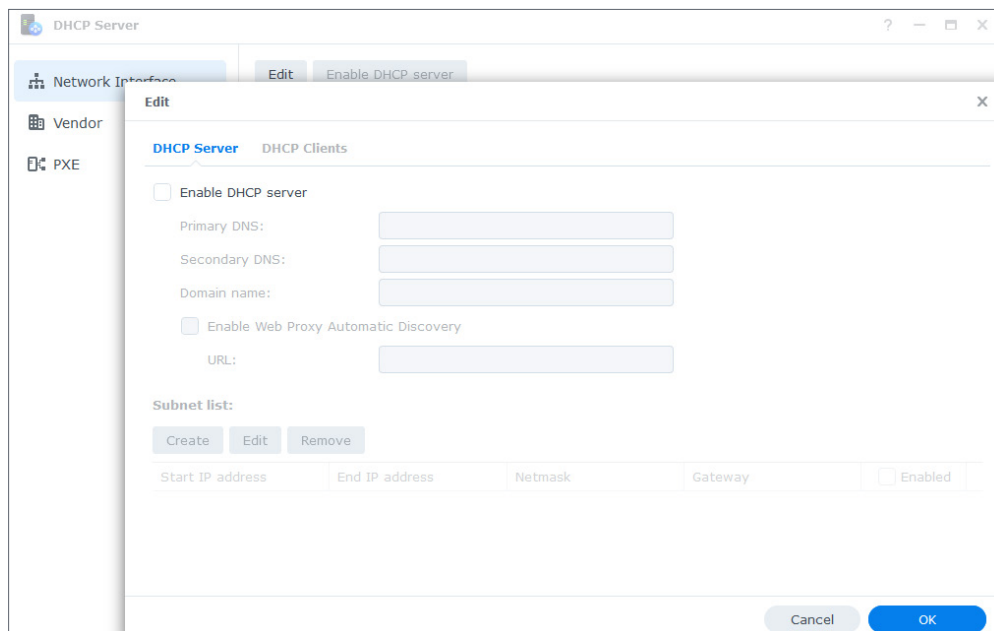 DHCP Server
?
Edit Enable DHCP server
Network Interface
Vendor
PXE
Edit
DHCP Server DHCP Clients
Enable DHCP server
Primary DNS:
Secondary DNS:
Domain name:
Enable Web Proxy Automatic Discovery
URL:
Subnet list:
Create Edit Remove
Start IP address End IP address Netmask Gateway Enabled
Cancel OK